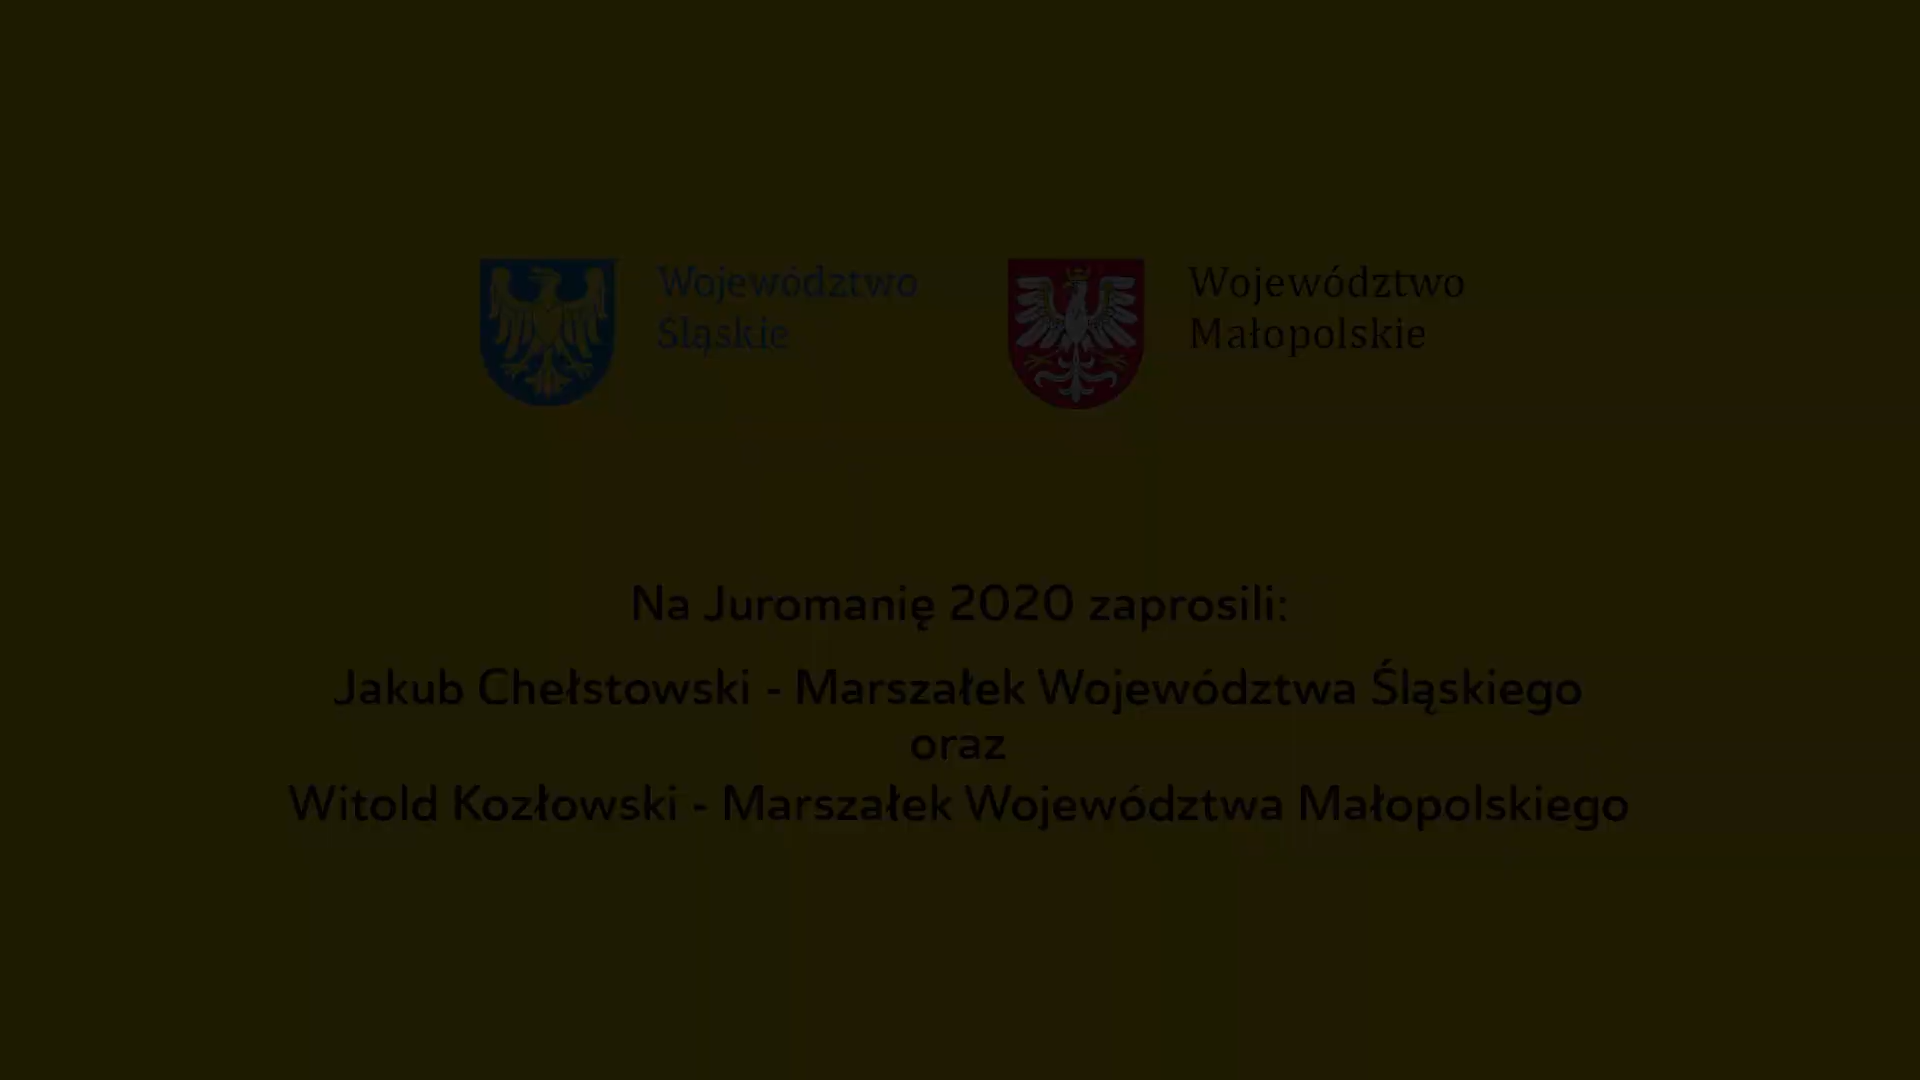 Województwo
Śląskie
Województwo
Małopolskie
Na Juromanię 2020 zaprosili:
Jakub Chełstowski - Marszałek Województwa Śląskiego
oraz
Witold Kozłowski - Marszałek Województwa Małopolskiego